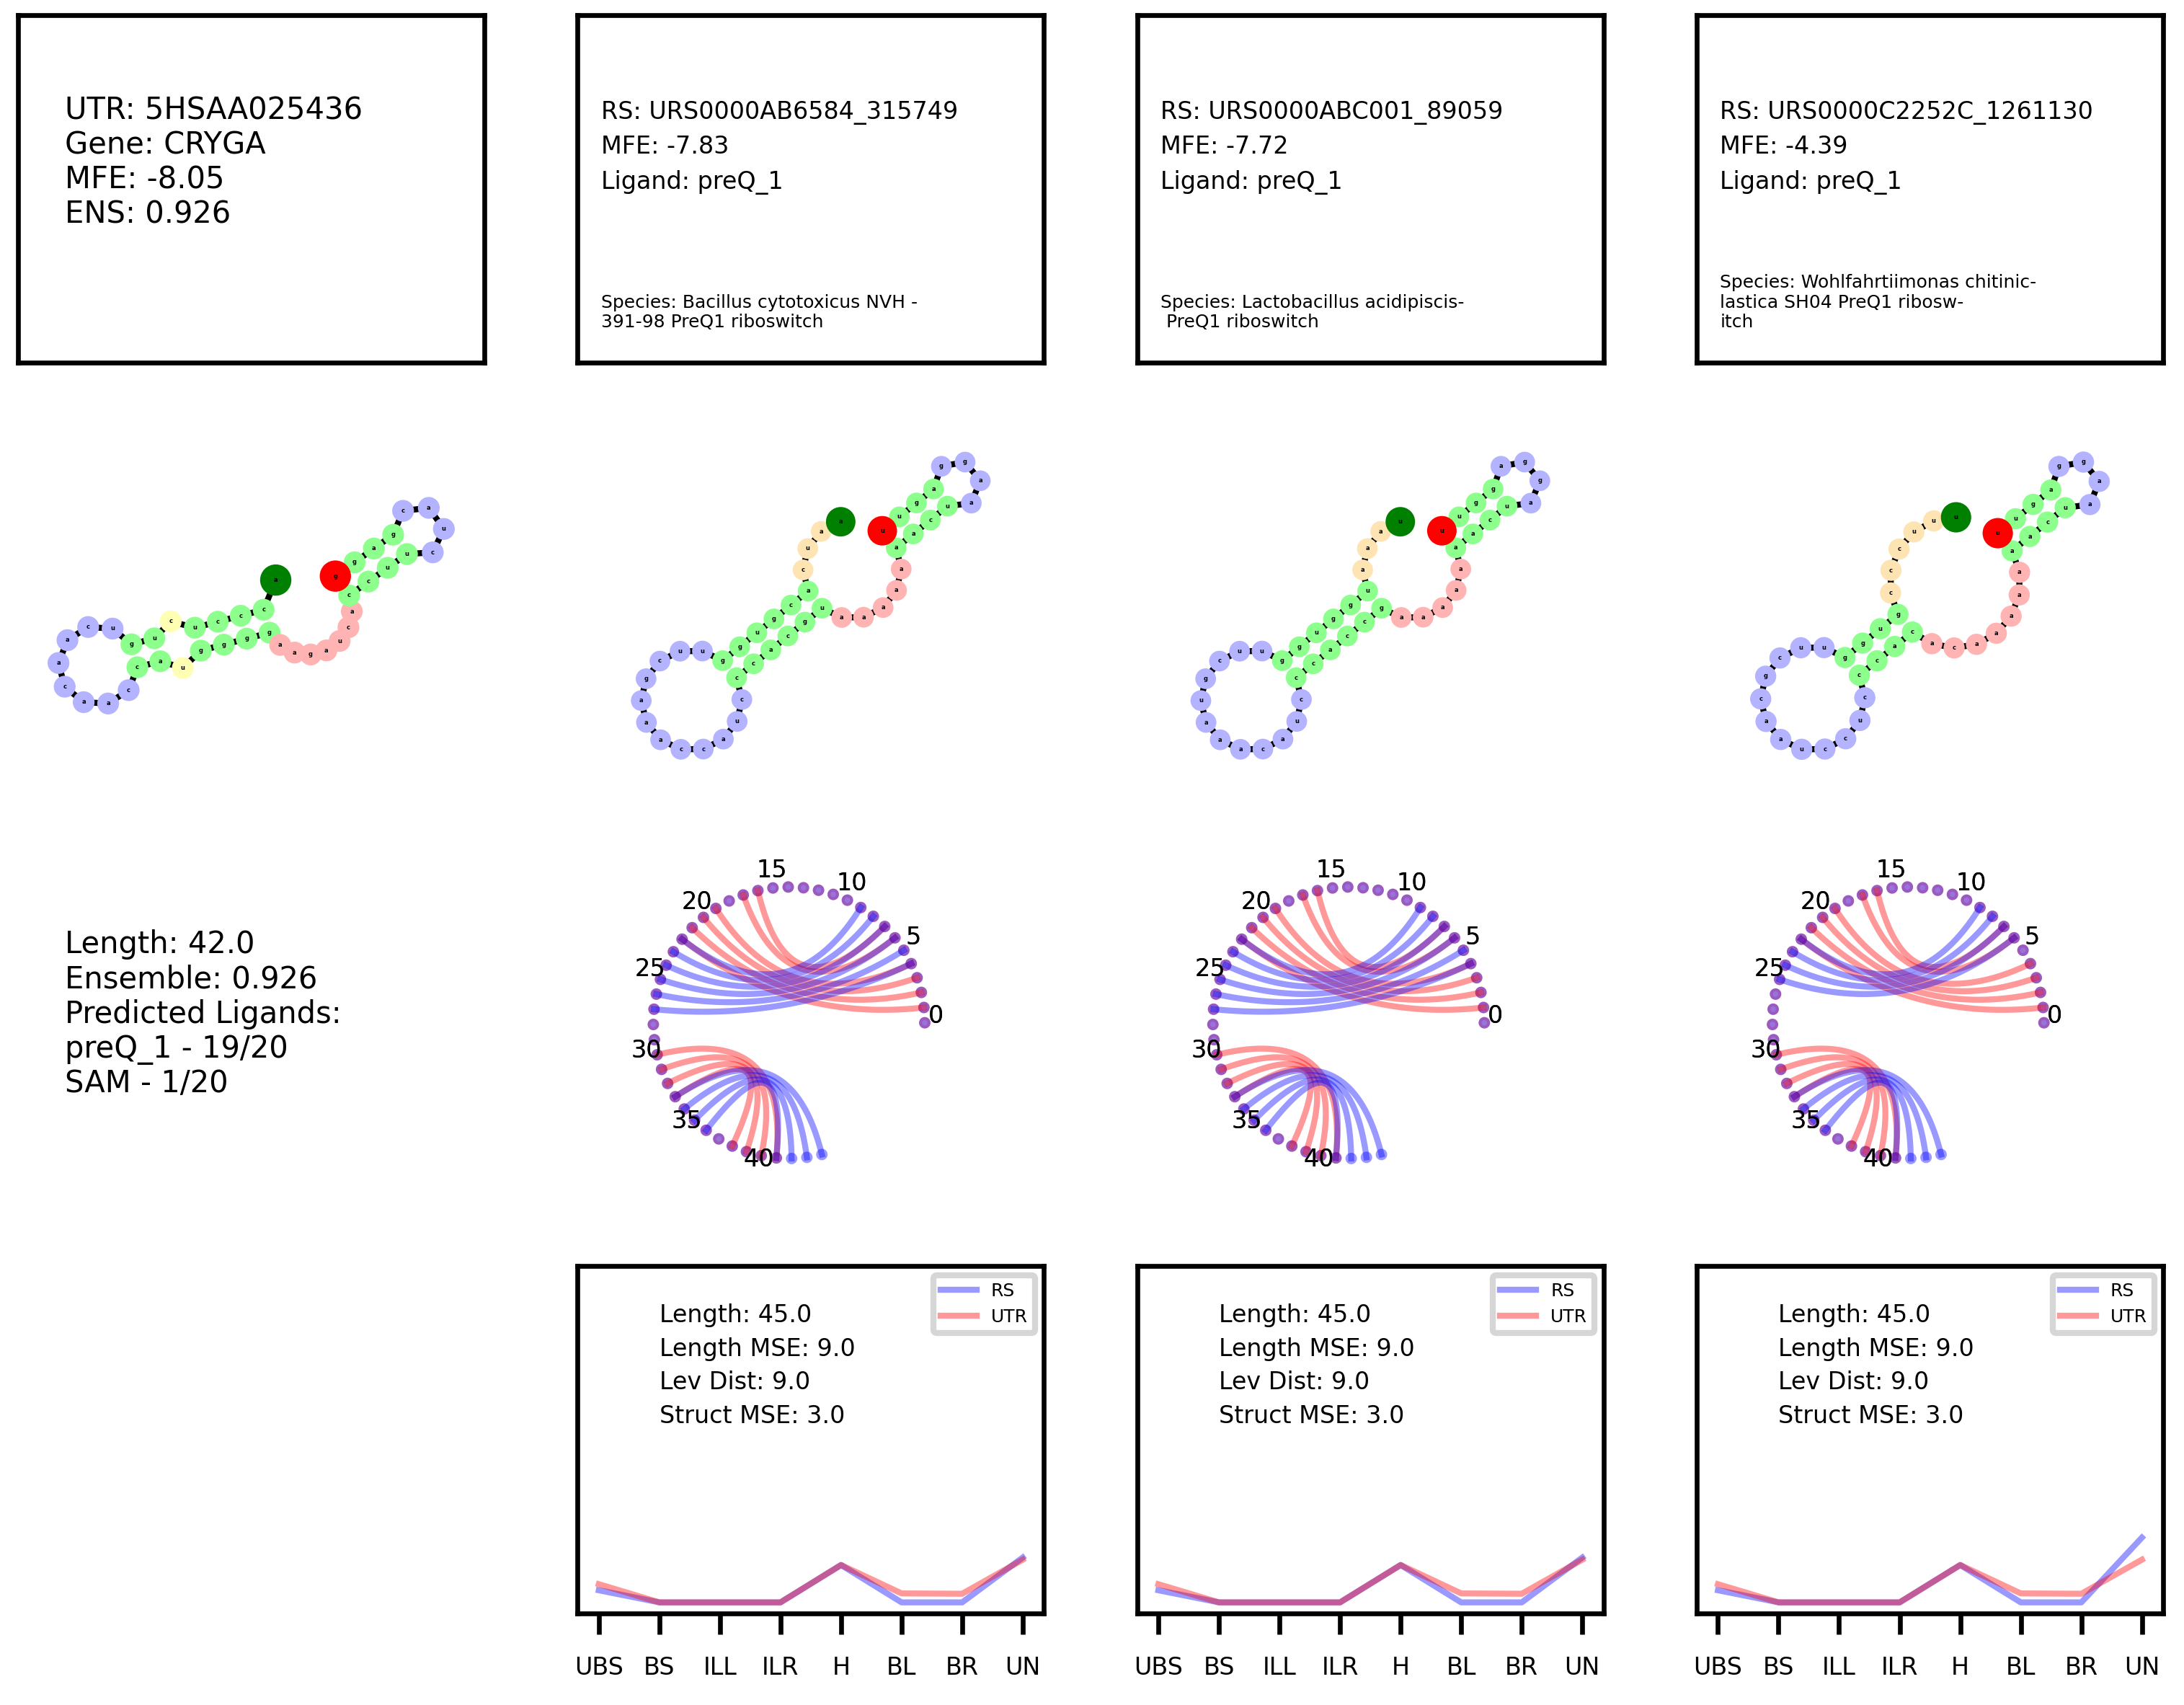 UTR: 5HSAA025436
Gene: CRYGA
MFE: -8.05
ENS: 0.926
RS: URS0000AB6584_315749
MFE: -7.83
Ligand: preQ_1
Species: Bacillus cytotoxicus NVH -
391-98 PreQ1 riboswitch
RS: URS0000ABC001_89059
MFE: -7.72
Ligand: preQ_1
Species: Lactobacillus acidipiscis-
PreQ1 riboswitch
RS: URS0000C2252C_1261130
MFE: -4.39
Ligand: preQ_1
Species: Wohlfahrtiimonas chitinic-
lastica SH04 PreQ1 ribosw-
itch
Length: 42.0
Ensemble: 0.926
Predicted Ligands:
preQ_1 - 19/20
SAM - 1/20
0
5
10
15
20
25
30
35
40
0
5
10
15
20
25
30
35
40
0
5
10
15
20
25
30
35
40
RS
UTR
Length: 45.0
Length MSE: 9.0
Lev Dist: 9.0
Struct MSE: 3.0
UBS BS ILL ILR H BL BR UN
RS
UTR
Length: 45.0
Length MSE: 9.0
Lev Dist: 9.0
Struct MSE: 3.0
UBS BS ILL ILR H BL BR UN
RS
UTR
Length: 45.0
Length MSE: 9.0
Lev Dist: 9.0
Struct MSE: 3.0
UBS BS ILL ILR H BL BR UN